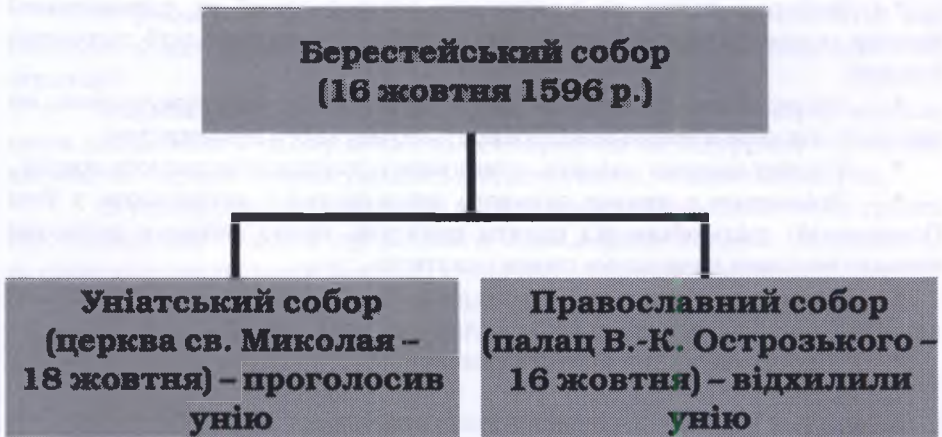 Берестейський собор
(16 жовтня 1596 р.)
Уніатський собор
(церква св. Миколая –
18 жовтня) – проголосив
унію
Православний собор
(палац В.-К. Острозького –
16 жовтня) – відхилили
унію